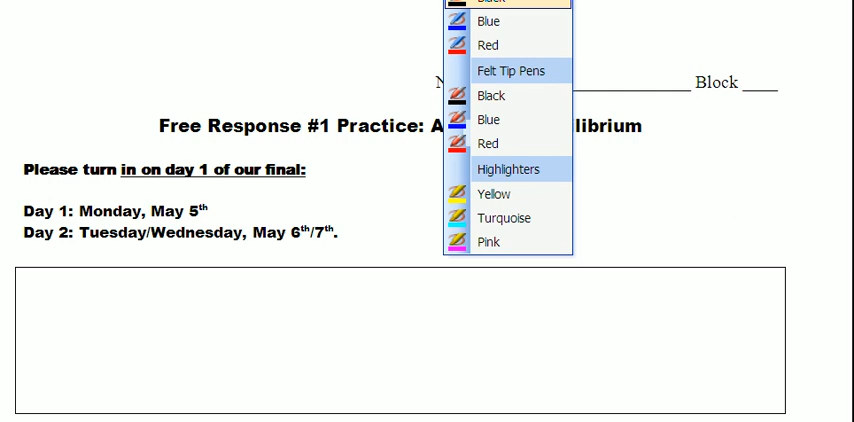 Black
Blue
Red
Felt Tip Pens
Black
Blue
Red
Highlighters
Yellow
Turquoise
Pink
Block ____
Free Response #1 Practice: A librium
Please turn in on day 1 of our final:
Day 1: Monday, May 5th
Day 2: Tuesday/Wednesday, May 6th/7th.